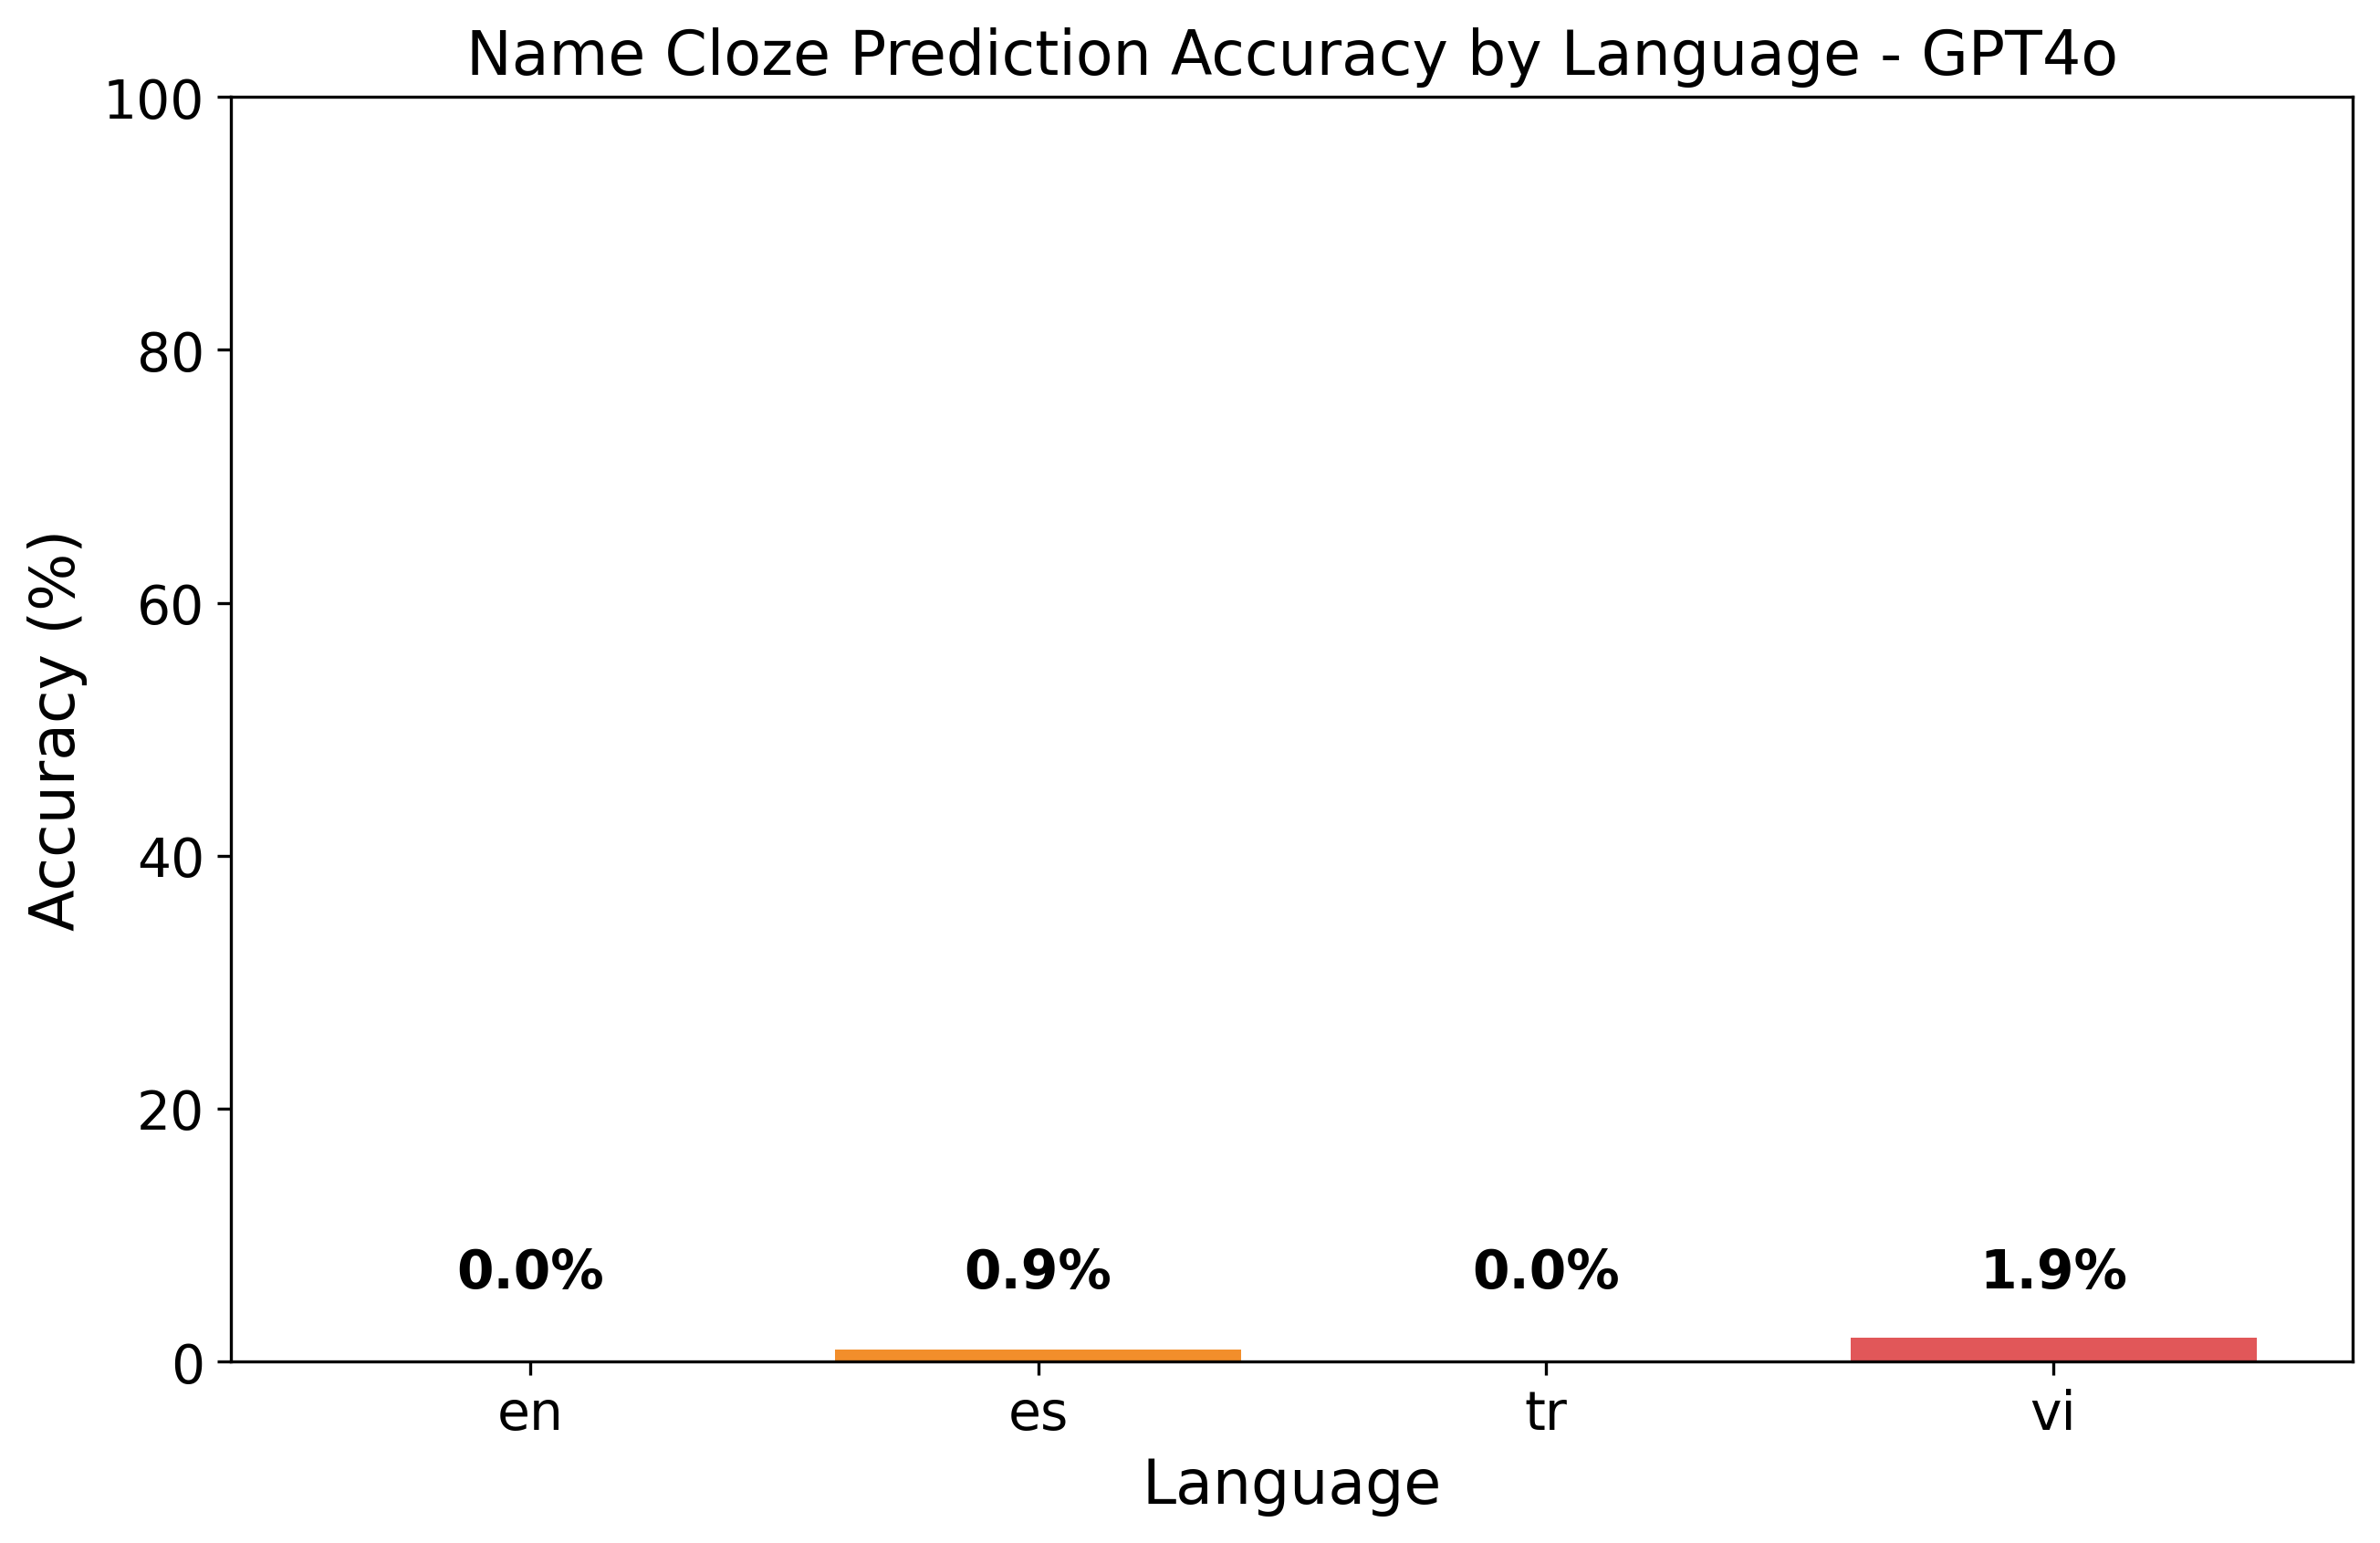 Name Cloze Prediction Accuracy by Language - GPT4o
Accuracy (%)
100
80
60
40
20
0
0.0%
0.9%
0.0%
1.9%
en
es
tr
vi
Language